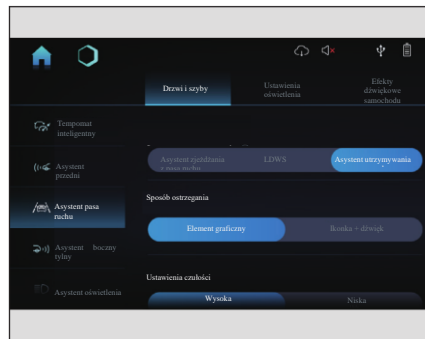 Drzwi i szyby
Ustawienia
oświetlenia
Efekty
dźwiękowe
samochodu
Tempomat
inteligentny
Asystent
przedni
Asystent pasa
ruchu
Asystent boczny
tylny
Asystent oświetlenia
Asystent zjeżdżania
z pasa ruchu
LDWS
Asystent utrzymywania
Sposób ostrzegania
Element graficzny
Ikonka + dźwięk
Ustawienia czułości
Wysoka
Niska